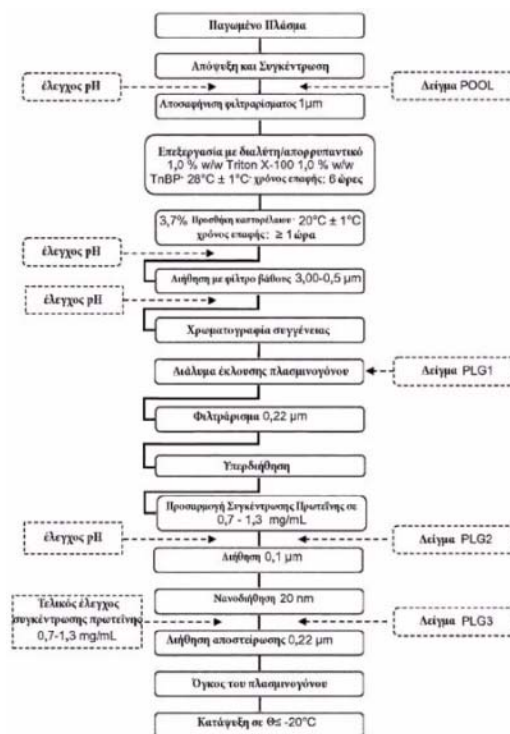 Παγωμένο Πλάσμα
Απόψυξη και Συγκέντρωση
έλεγχος pH
Δείγμα POOL
Αποσαφήνιση φιλτραρίσματος 1μm
Επεξεργασία με διαλύτη/απορρυπαντικό
1,0 % w/w Triton X-100 1,0 % w/w
TnBP· 28°C ± 1°C· χρόνος επαφής: 6 ώρες
3,7% Προσθήκη καστορέλαιου · 20°C ± 1°C
χρόνος επαφής: ≥ 1 ώρα
έλεγχος pH
Διήθηση με φίλτρο βάθους 3,00-0,5 μm
έλεγχος pH
Χρωματογραφία συγγένειας
Διάλυμα έκλουσης πλασμινογόνου
Δείγμα PLG1
Φιλτράρισμα 0,22 μm
Υπερδιήθηση
Προσαρμογή Συγκέντρωσης Πρωτεΐνης σε
0,7 - 1,3 mg/mL
έλεγχος pH
Δείγμα PLG2
Διήθηση 0,1 μm
Νανοδιήθηση 20 nm
Τελικός έλεγχος
συγκέντρωσης πρωτεΐνης
0,7-1,3 mg/mL
Δείγμα PLG3
Διήθηση αποστείρωσης 0,22 μm
Όγκος του πλασμινογόνου
Κατάψυξη σε Θ≤ -20°C